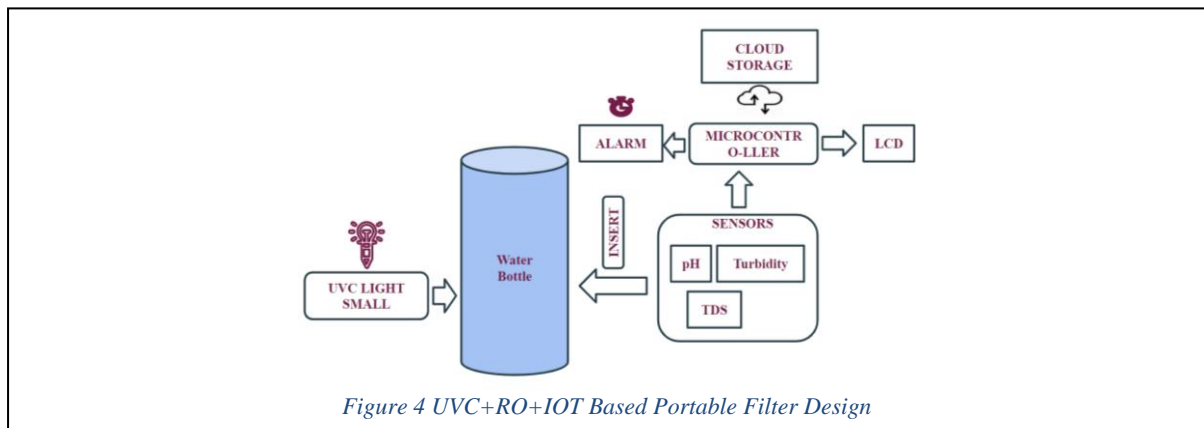 CLOUD
STORAGE
ALARM
MICROCONTR
O-LLER
LCD
INSERT
SENSORS
pH
Turbidity
TDS
Water
Bottle
UVC LIGHT
SMALL
Figure 4 UVC+RO+IOT Based Portable Filter Design